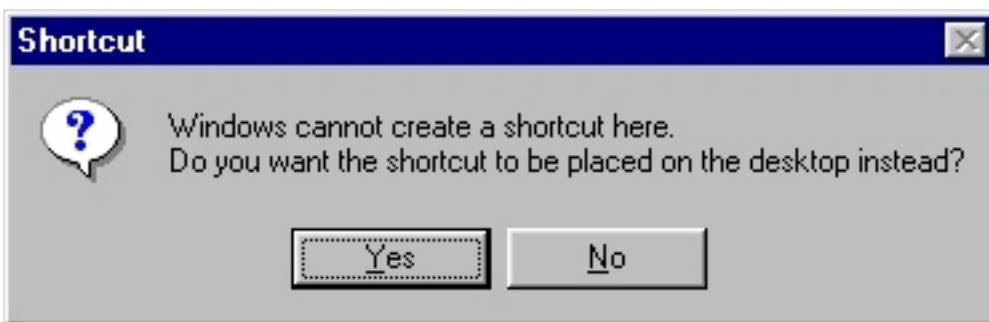 Shortcut
Windows cannot create a shortcut here.
Do you want the shortcut to be placed on the desktop instead?
Yes No